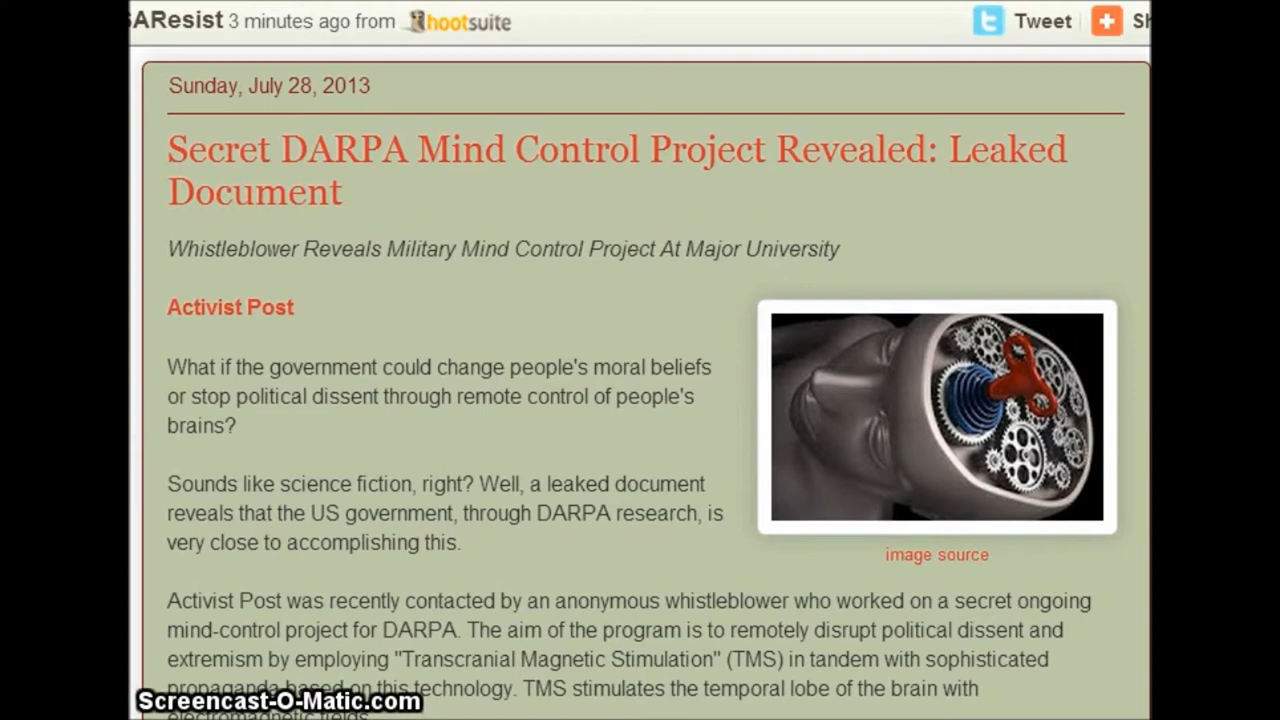 AResist 3 minutes ago from hootsuite
Tweet
Sunday, July 28, 2013
Secret DARPA Mind Control Project Revealed: Leaked
Document
Whistleblower Reveals Military Mind Control Project At Major University
Activist Post
What if the government could change people's moral beliefs
or stop political dissent through remote control of people's
brains?
Sounds like science fiction, right? Well, a leaked document
reveals that the US government, through DARPA research, is
very close to accomplishing this.
image source
Activist Post was recently contacted by an anonymous whistleblower who worked on a secret ongoing
mind-control project for DARPA. The aim of the program is to remotely disrupt political dissent and
extremism by employing "Transcranial Magnetic Stimulation" (TMS) in tandem with sophisticated
propaganda based on this technology. TMS stimulates the temporal lobe of the brain with
electromagnetic fields.
Screencast-O-Matic.com